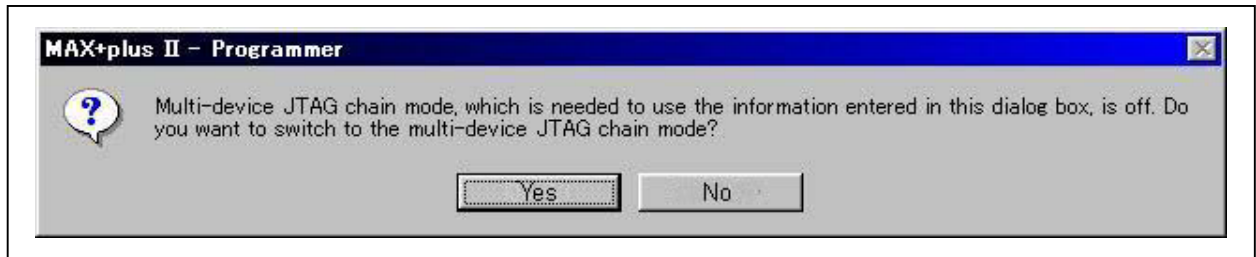 MAX+plus II - Programmer
?
Multi-device JTAG chain mode, which is needed to use the information entered in this dialog box, is off. Do
you want to switch to the multi-device JTAG chain mode?
Yes No